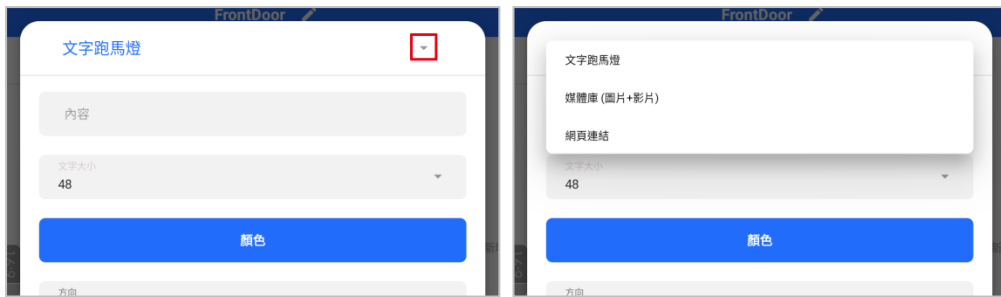 FrontDoor
文字跑馬燈
內容
文字大小
48
顏色
方向
FrontDoor
文字跑馬燈
媒體庫 (圖片+影片)
網頁連結
文字大小
48
顏色
方向